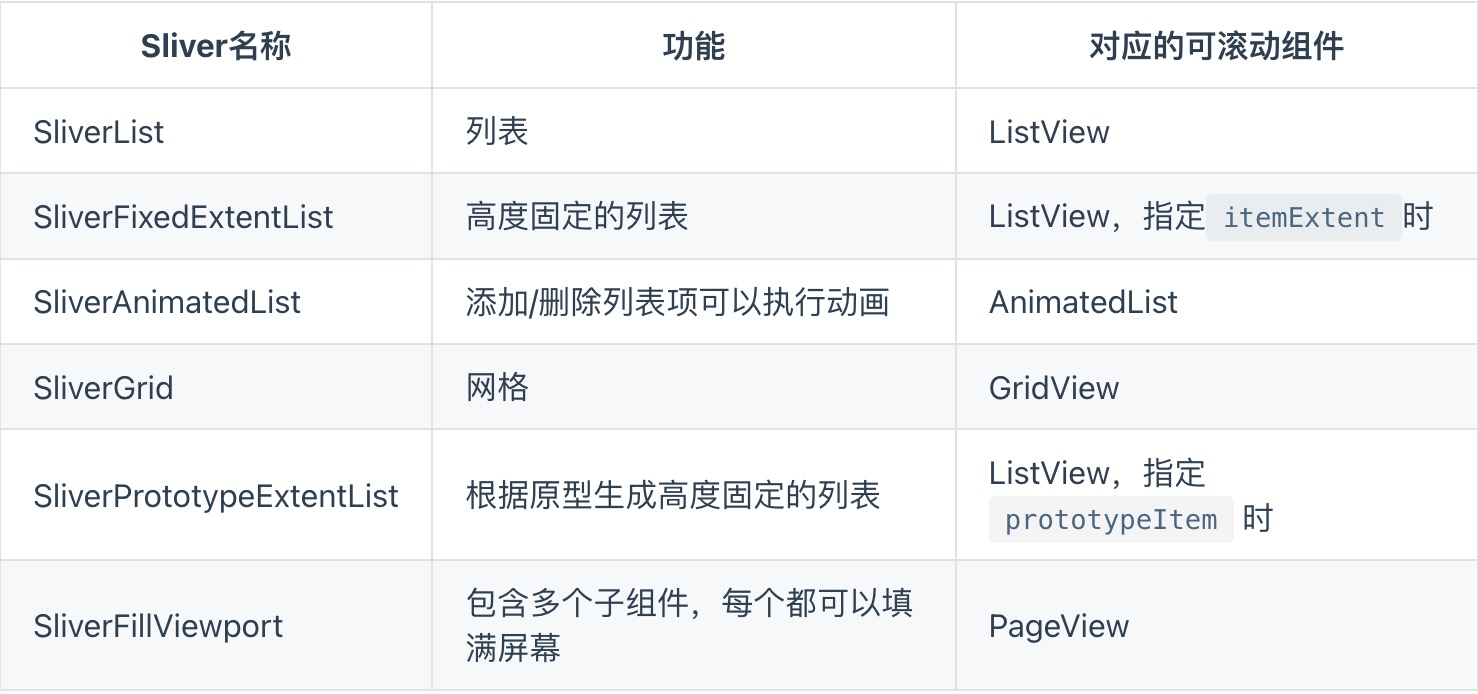 Sliver名称 功能 对应的可滚动组件
SliverList 列表 ListView
SliverFixedExtentList 高度固定的列表 ListView，指定 itemExtent 时
SliverAnimatedList 添加/删除列表项可以执行动画 AnimatedList
SliverGrid 网格 GridView
SliverPrototypeExtentList 根据原型生成高度固定的列表 ListView，指定
prototypeItem 时
SliverFillViewport 包含多个子组件，每个都可以填
满屏幕 PageView